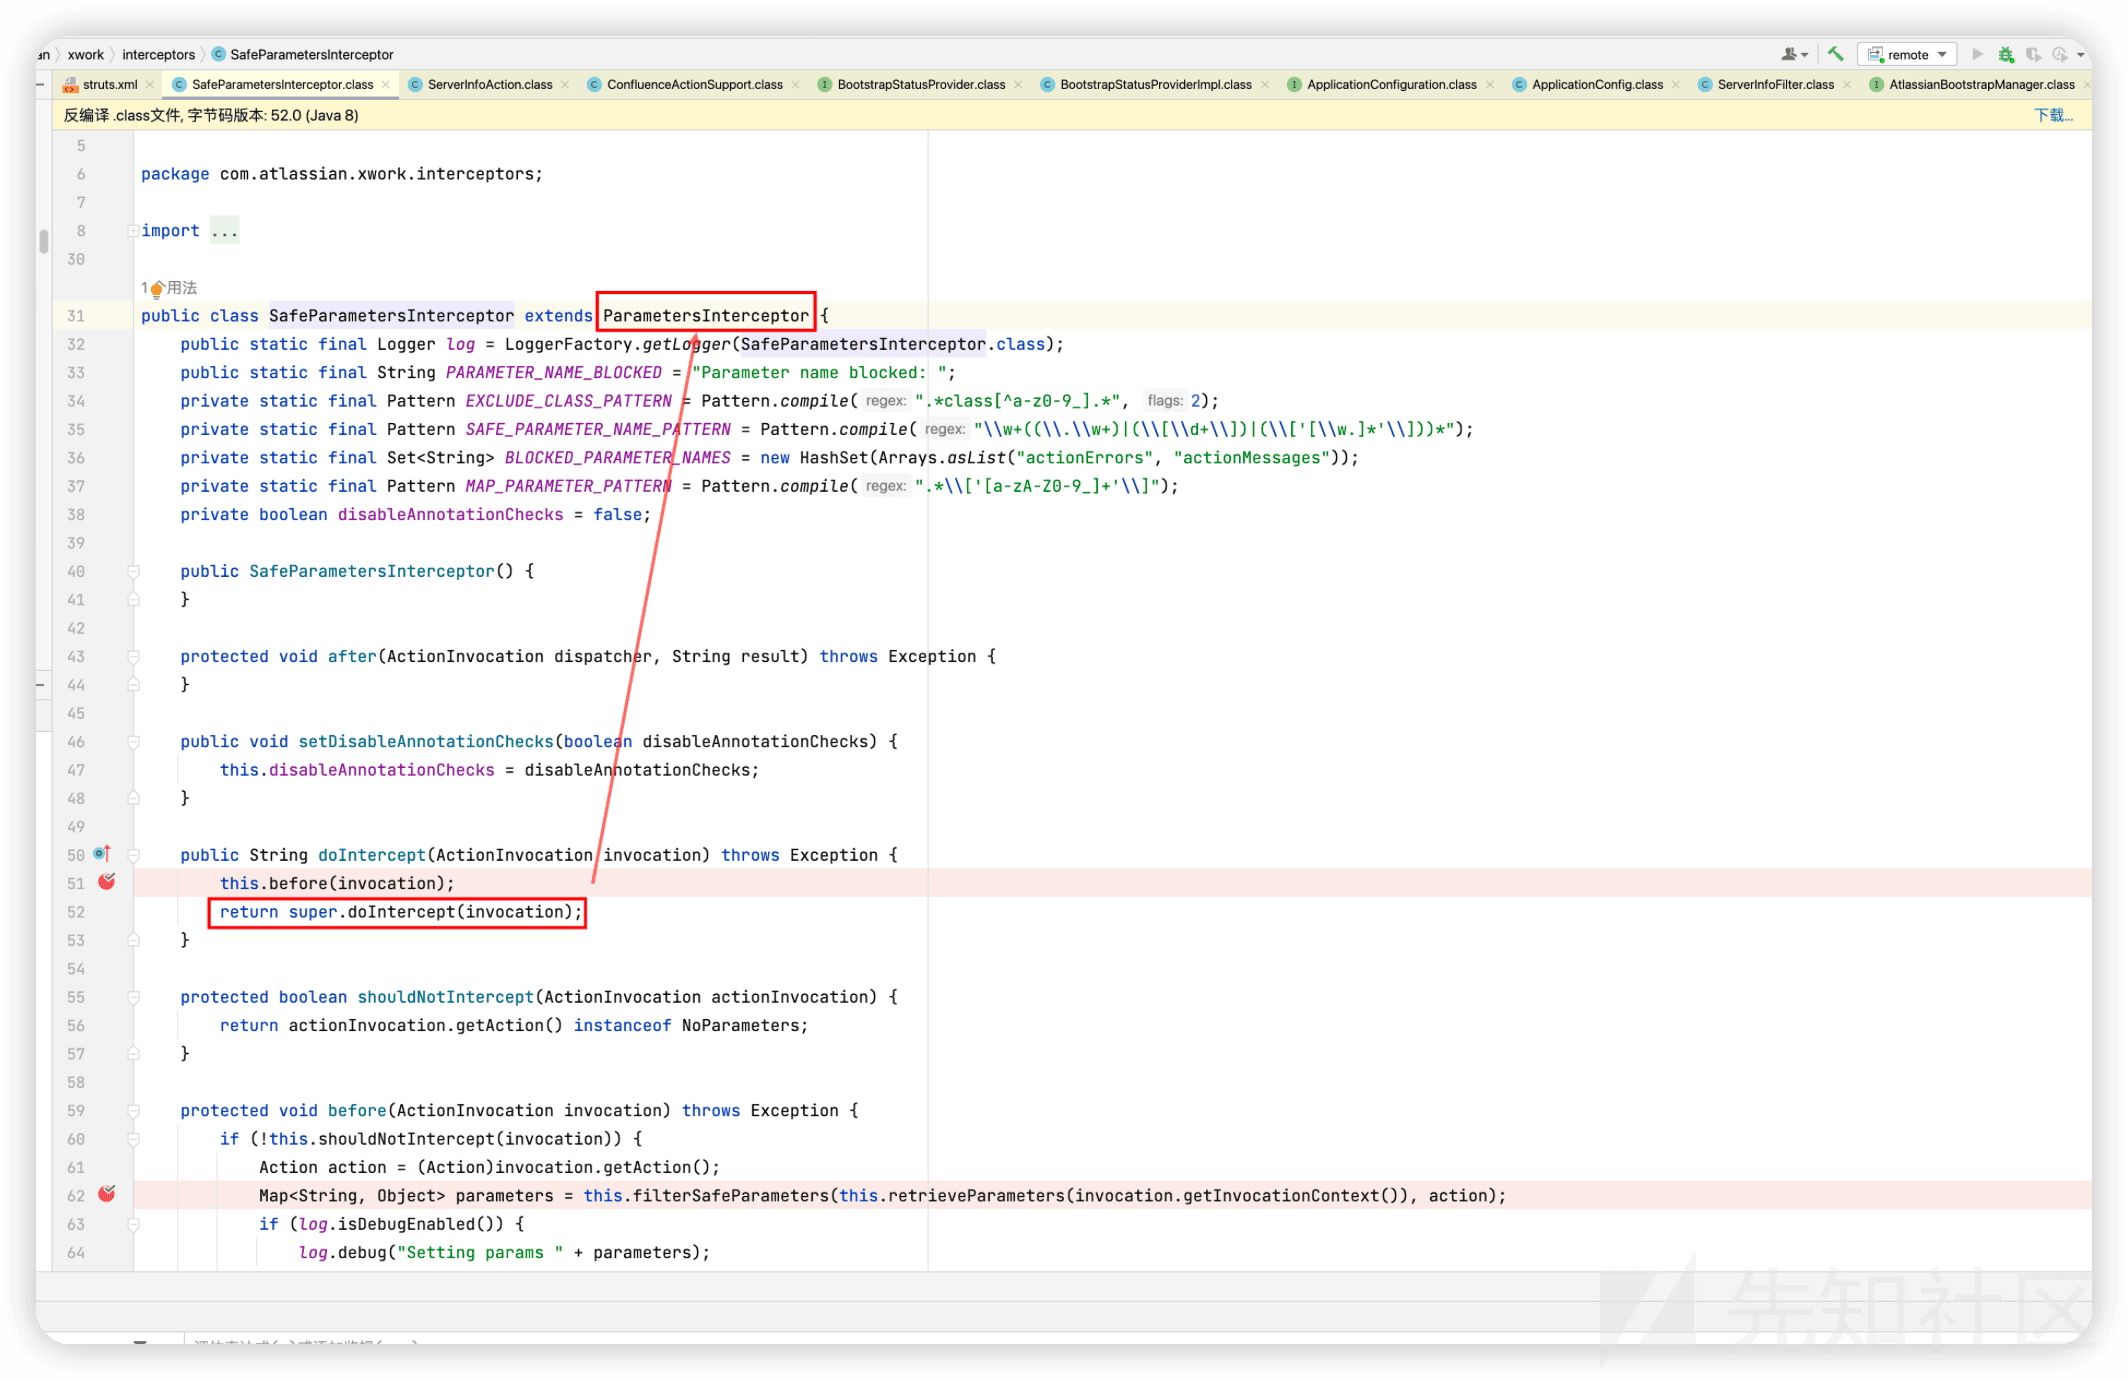 an › xwork › interceptors › SafeParametersInterceptor
remote
struts.xml SafeParametersInterceptor.class ServerInfoAction.class ConfluenceActionSupport.class BootstrapStatusProvider.class BootstrapStatusProviderImpl.class ApplicationConfiguration.class ApplicationConfig.class ServerInfoFilter.class AtlassianBootstrapManager.class
反编译 .class文件, 字节码版本: 52.0 (Java 8) 下载...
5
6 package com.atlassian.xwork.interceptors;
7
8 import ...
30
1个用法
31 public class SafeParametersInterceptor extends ParametersInterceptor {
32 public static final Logger log = LoggerFactory.getLogger(SafeParametersInterceptor.class);
33 public static final String PARAMETER_NAME_BLOCKED = "Parameter name blocked: ";
34 private static final Pattern EXCLUDE_CLASS_PATTERN = Pattern.compile( regex: ".*class[^a-z0-9_].*", flags: 2);
35 private static final Pattern SAFE_PARAMETER_NAME_PATTERN = Pattern.compile( regex: "\\w+((\\.\\w+)|(\\[\\d+\\])|(\\['[\\w.]*'\\]))*");
36 private static final Set<String> BLOCKED_PARAMETER_NAMES = new HashSet(Arrays.asList("actionErrors", "actionMessages"));
37 private static final Pattern MAP_PARAMETER_PATTERN = Pattern.compile( regex: ".*\\['[a-zA-Z0-9_]+'\\]");
38 private boolean disableAnnotationChecks = false;
39
40 public SafeParametersInterceptor() {
41 }
42
43 protected void after(ActionInvocation dispatcher, String result) throws Exception {
44 }
45
46 public void setDisableAnnotationChecks(boolean disableAnnotationChecks) {
47 this.disableAnnotationChecks = disableAnnotationChecks;
48 }
49
50 public String doIntercept(ActionInvocation invocation) throws Exception {
51 this.before(invocation);
52 return super.doIntercept(invocation);
53 }
54
55 protected boolean shouldNotIntercept(ActionInvocation actionInvocation) {
56 return actionInvocation.getAction() instanceof NoParameters;
57 }
58
59 protected void before(ActionInvocation invocation) throws Exception {
60 if (!this.shouldNotIntercept(invocation)) {
61 Action action = (Action)invocation.getAction();
62 Map<String, Object> parameters = this.filterSafeParameters(this.retrieveParameters(invocation.getInvocationContext()), action);
63 if (log.isDebugEnabled()) {
64 log.debug("Setting params " + parameters);
先知社区